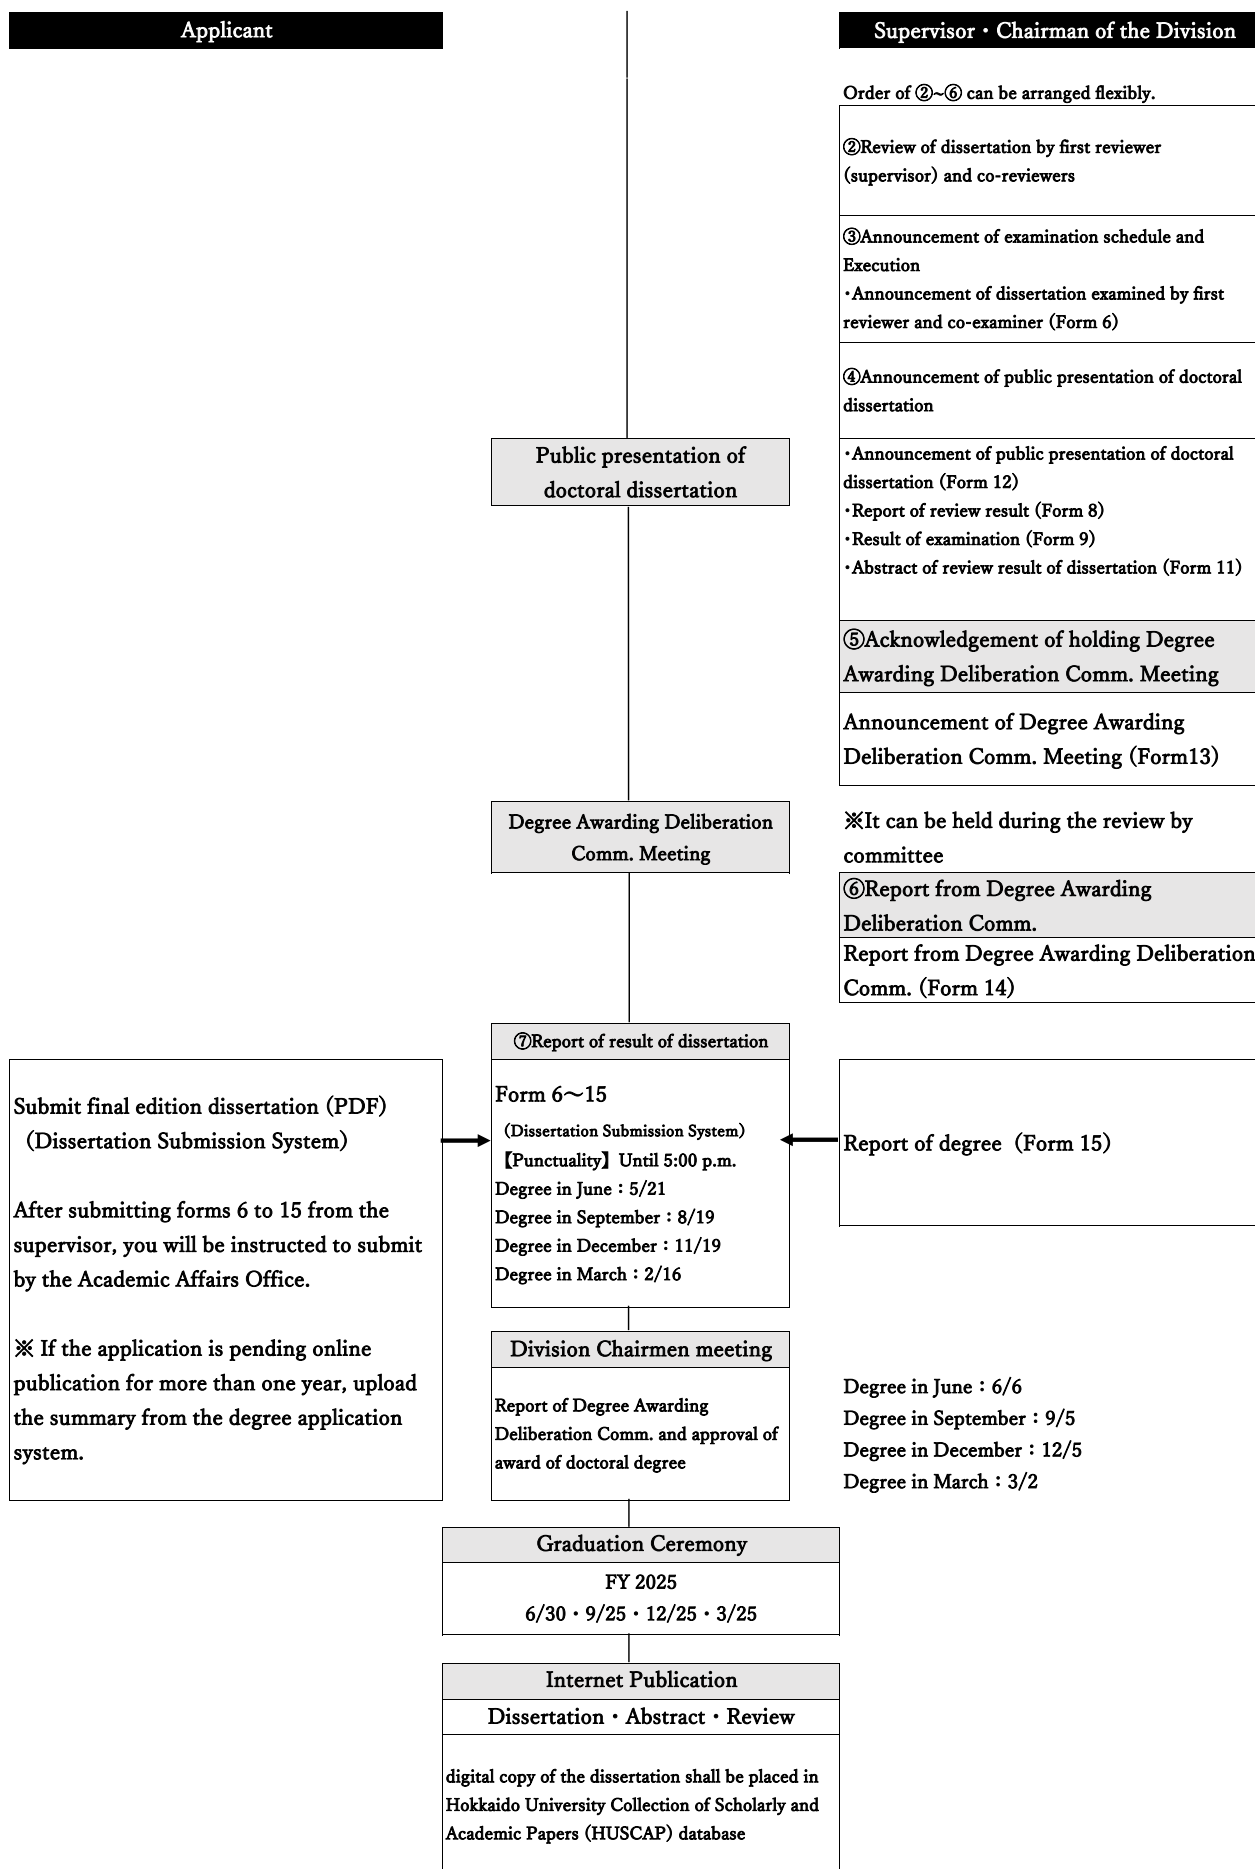 Applicant
Supervisor・Chairman of the Division
Order of ②~⑥ can be arranged flexibly.
②Review of dissertation by first reviewer
(supervisor) and co-reviewers
③Announcement of examination schedule and
Execution
・Announcement of dissertation examined by first
reviewer and co-examiner (Form 6)
④Announcement of public presentation of doctoral
dissertation
Public presentation of
doctoral dissertation
・Announcement of public presentation of doctoral
dissertation (Form 12)
・Report of review result (Form 8)
・Result of examination (Form 9)
・Abstract of review result of dissertation (Form 11)
⑤Acknowledgement of holding Degree
Awarding Deliberation Comm. Meeting
Announcement of Degree Awarding
Deliberation Comm. Meeting (Form13)
Degree Awarding Deliberation
Comm. Meeting
※It can be held during the review by
committee
⑥Report from Degree Awarding
Deliberation Comm.
Report from Degree Awarding Deliberation
Comm. (Form 14)
⑦Report of result of dissertation
Submit final edition dissertation (PDF)
（Dissertation Submission System）
After submitting forms 6 to 15 from the
supervisor, you will be instructed to submit
by the Academic Affairs Office.
※ If the application is pending online
publication for more than one year, upload
the summary from the degree application
system.
Form 6～15
（Dissertation Submission System）
【Punctuality】Until 5:00 p.m.
Degree in June：5/21
Degree in September：8/19
Degree in December：11/19
Degree in March：2/16
Report of degree（Form 15）
Division Chairmen meeting
Report of Degree Awarding
Deliberation Comm. and approval of
award of doctoral degree
Degree in June：6/6
Degree in September：9/5
Degree in December：12/5
Degree in March：3/2
Graduation Ceremony
FY 2025
6/30・9/25・12/25・3/25
Internet Publication
Dissertation・Abstract・Review
digital copy of the dissertation shall be placed in
Hokkaido University Collection of Scholarly and
Academic Papers (HUSCAP) database